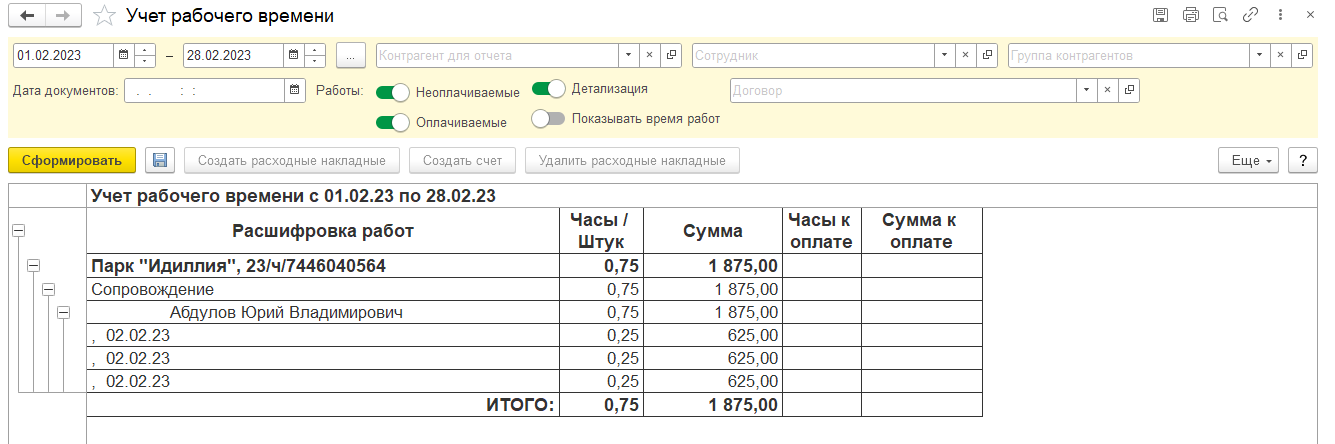 Учет рабочего времени
01.02.2023 – 28.02.2023 ... Контрагент для отчета Сотрудник Группа контрагентов
Дата документов: . . : : Работы: Неоплачиваемые Детализация Договор
Оплачиваемые Показывать время работ
Сформировать Создать расходные накладные Создать счет Удалить расходные накладные Еще ?
Учет рабочего времени с 01.02.23 по 28.02.23
Расшифровка работ Часы / Штук Сумма Часы к оплате Сумма к оплате
Парк "Идиллия", 23/ч/7446040564 0,75 1 875,00
Сопровождение 0,75 1 875,00
Абдулов Юрий Владимирович 0,75 1 875,00
, 02.02.23 0,25 625,00
, 02.02.23 0,25 625,00
, 02.02.23 0,25 625,00
ИТОГО: 0,75 1 875,00